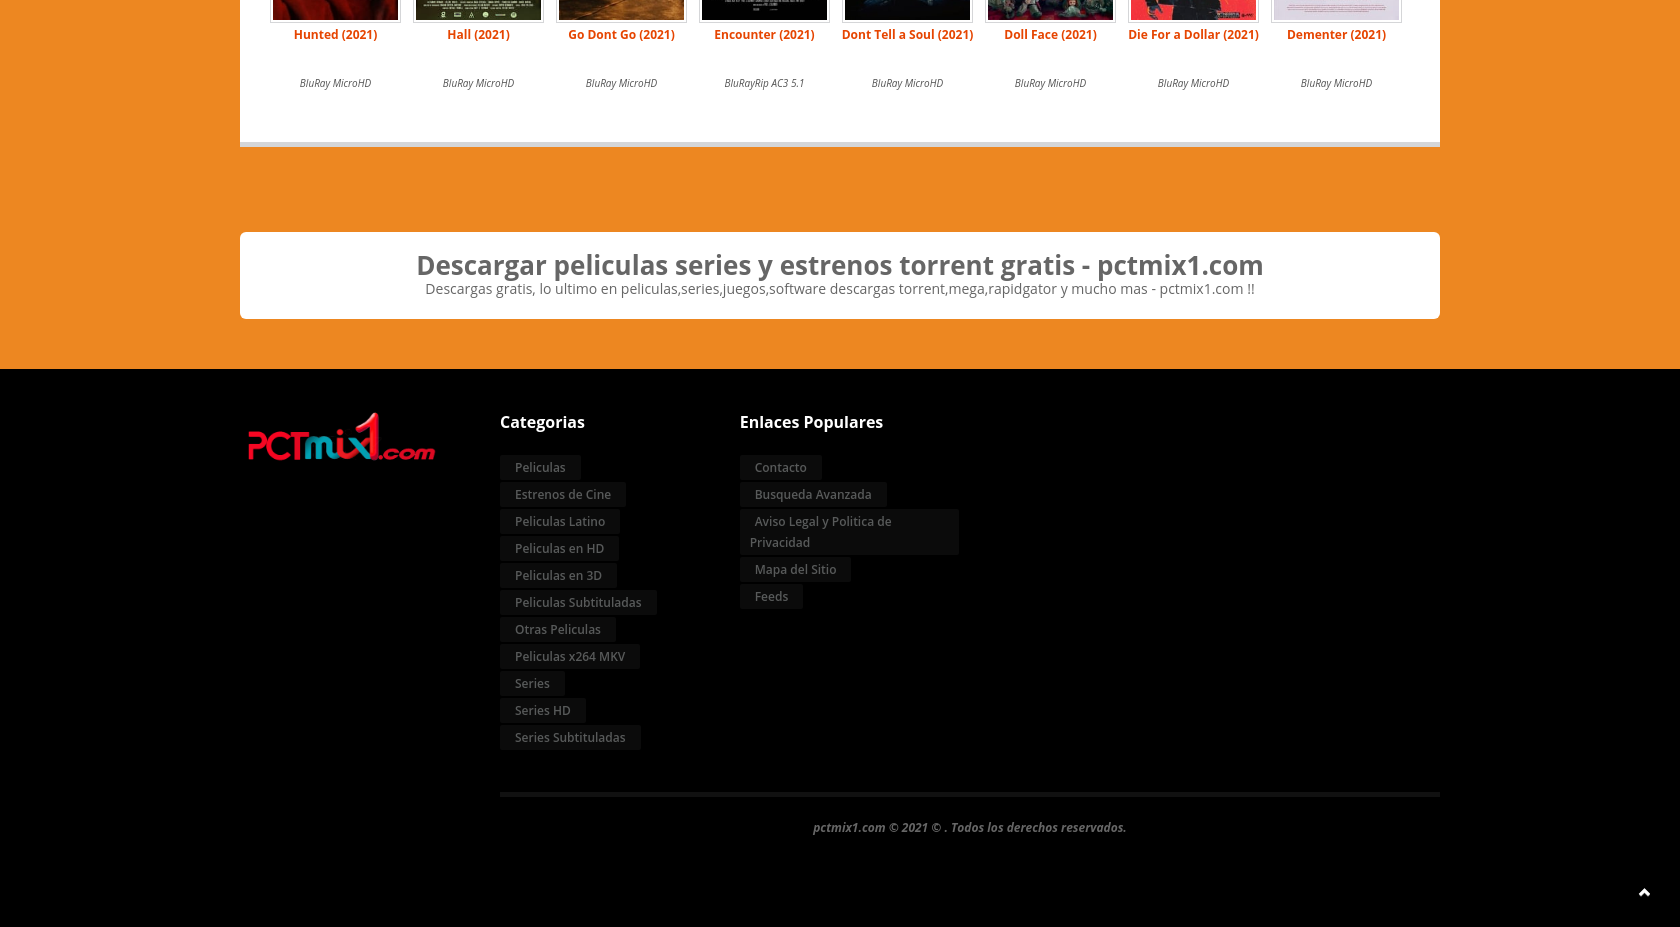 Hunted (2021)
Hall (2021)
Go Dont Go (2021)
Encounter (2021)
Dont Tell a Soul (2021)
Doll Face (2021)
Die For a Dollar (2021)
Dementer (2021)
BluRay MicroHD
BluRay MicroHD
BluRay MicroHD
BluRayRip AC3 5.1
BluRay MicroHD
BluRay MicroHD
BluRay MicroHD
BluRay MicroHD
Descargar peliculas series y estrenos torrent gratis - pctmix1.com
Descargas gratis, lo ultimo en peliculas,series,juegos,software descargas torrent,mega,rapidgator y mucho mas - pctmix1.com !!
PCTmix1.com
Categorias
Peliculas
Estrenos de Cine
Peliculas Latino
Peliculas en HD
Peliculas en 3D
Peliculas Subtituladas
Otras Peliculas
Peliculas x264 MKV
Series
Series HD
Series Subtituladas
Enlaces Populares
Contacto
Busqueda Avanzada
Aviso Legal y Politica de
Privacidad
Mapa del Sitio
Feeds
pctmix1.com © 2021 © . Todos los derechos reservados.